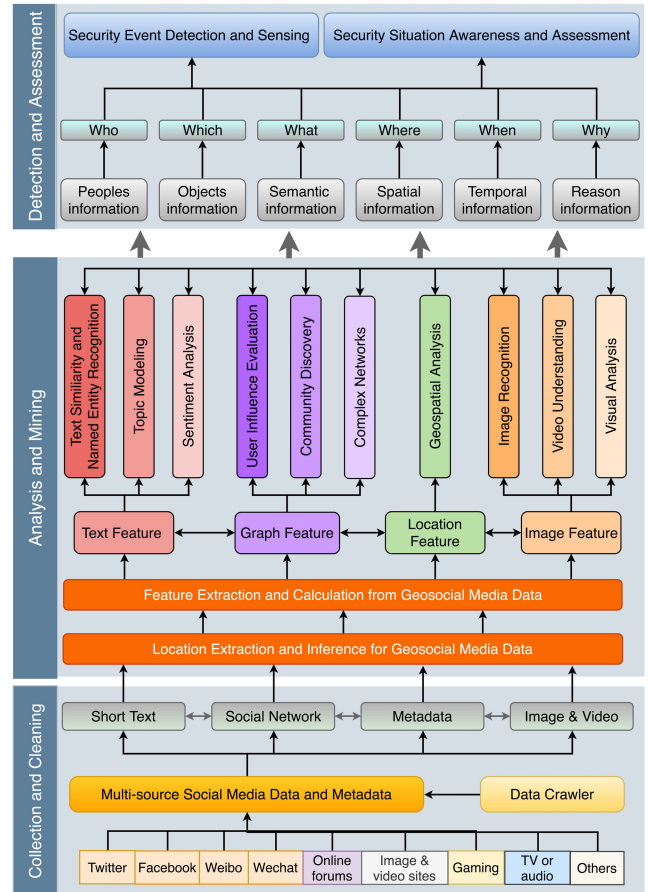 Detection and Assessment
Security Event Detection and Sensing
Security Situation Awareness and Assessment
Who
Which
What
Where
When
Why
Peoples
information
Objects
information
Semantic
information
Spatial
information
Temporal
information
Reason
information
Analysis and Mining
Text Similiarity and
Named Entity Recognition
Topic Modeling
Sentiment Analysis
User Influence Evaluation
Community Discovery
Complex Networks
Geospatial Analysis
Image Recognition
Video Understanding
Visual Analysis
Text Feature
Graph Feature
Location
Feature
Image Feature
Feature Extraction and Calculation from Geosocial Media Data
Location Extraction and Inference for Geosocial Media Data
Collection and Cleaning
Short Text
Social Network
Metadata
Image & Video
Multi-source Social Media Data and Metadata
Data Crawler
Twitter
Facebook
Weibo
Wechat
Online
forums
Image &
video sites
Gaming
TV or
audio
Others